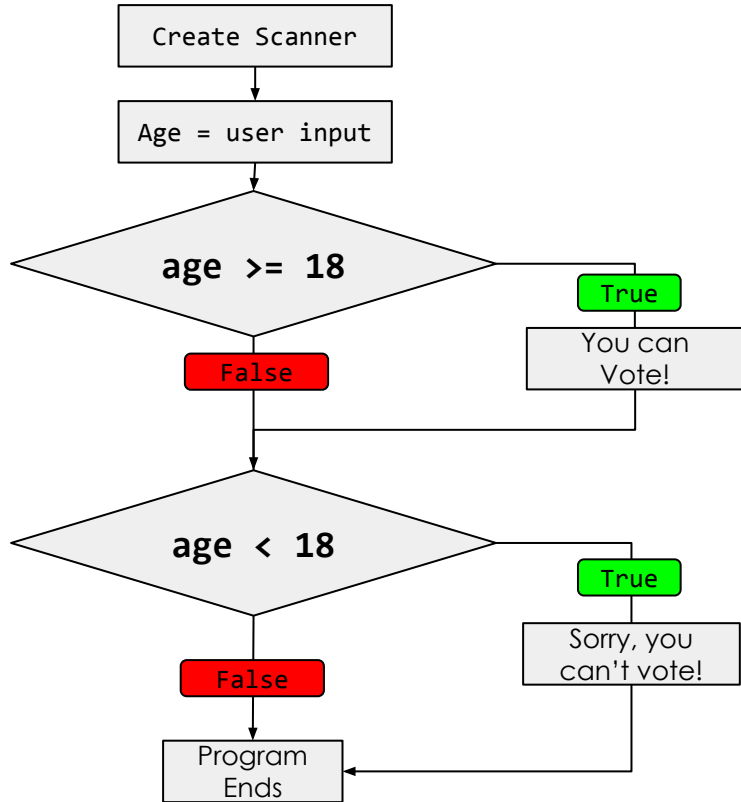 Create Scanner
Age = user input
age >= 18
True
You can
Vote!
False
age < 18
True
Sorry, you
can't vote!
False
Program
Ends